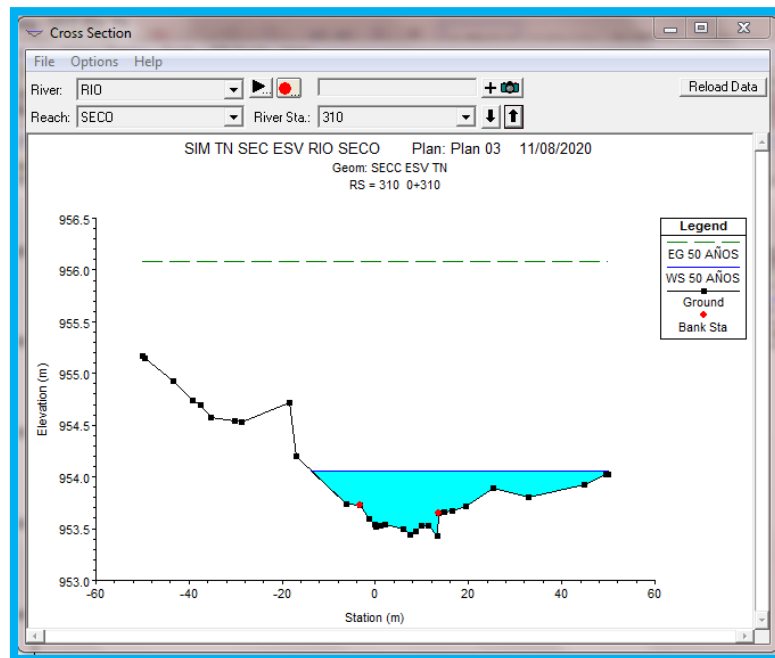 Cross Section
File Options Help
River: RIO
Reload Data
Reach: SECO River Sta.: 310
SIM TN SEC ESV RIO SECO Plan: Plan 03 11/08/2020
Geom: SECC ESV TN
RS = 310 0+310
956.5
956.0
955.5
955.0
954.5
954.0
953.5
953.0
Elevation (m)
-60 -40 -20 0 20 40 60
Station (m)
Legend
EG 50 AÑOS
WS 50 AÑOS
Ground
Bank Sta